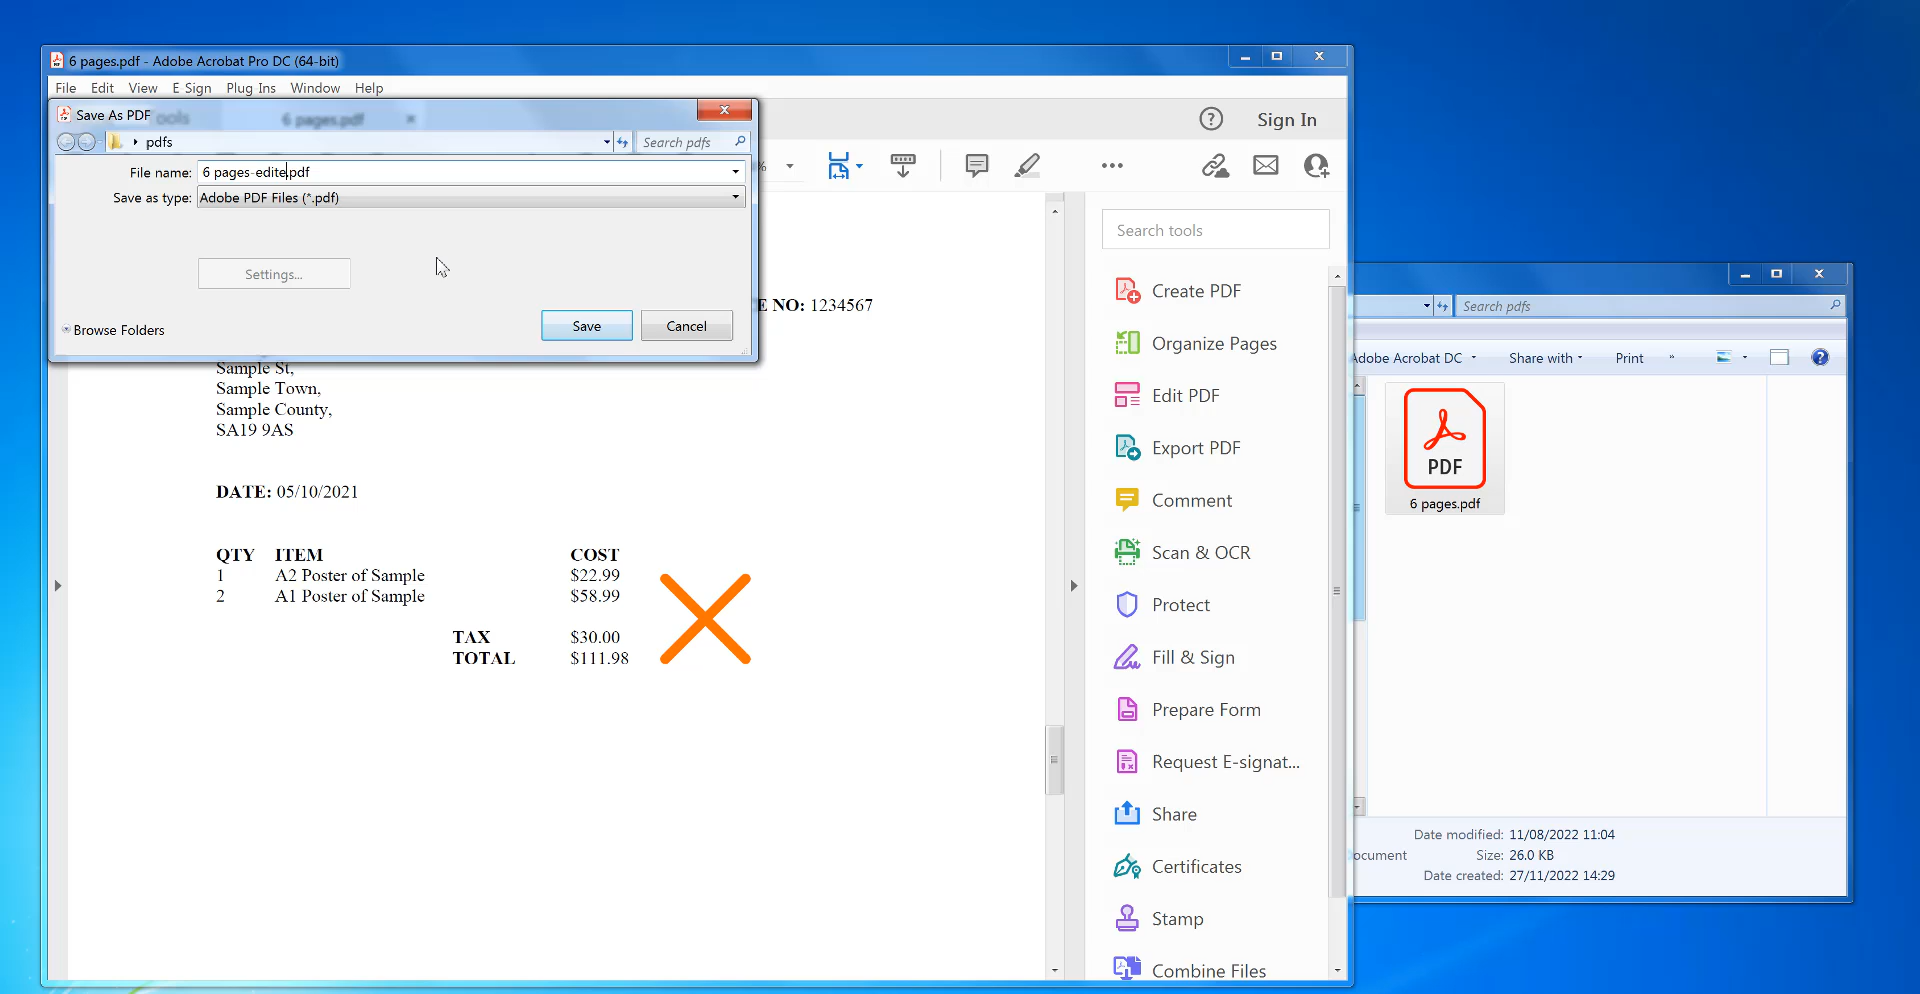 6 pages.pdf - Adobe Acrobat Pro DC (64-bit)
File Edit View E Sign Plug Ins Window Help
Save As PDF
ools 6 pages.pdf
Sign In
pdfs
Search pdfs
File name: 6 pages-edite.pdf
Save as type: Adobe PDF Files (*.pdf)
Settings...
Browse Folders
Save Cancel
%
E NO: 1234567
Sample St,
Sample Town,
Sample County,
SA19 9AS
DATE: 05/10/2021
QTY ITEM COST
1 A2 Poster of Sample $22.99
2 A1 Poster of Sample $58.99
TAX $30.00
TOTAL $111.98
Search tools
Create PDF
Organize Pages
Edit PDF
Export PDF
Comment
Scan & OCR
Protect
Fill & Sign
Prepare Form
Request E-signat...
Share
Certificates
Stamp
Combine Files
Search pdfs
Adobe Acrobat DC Share with Print »
PDF
6 pages.pdf
Date modified: 11/08/2022 11:04
ocument Size: 26.0 KB
Date created: 27/11/2022 14:29